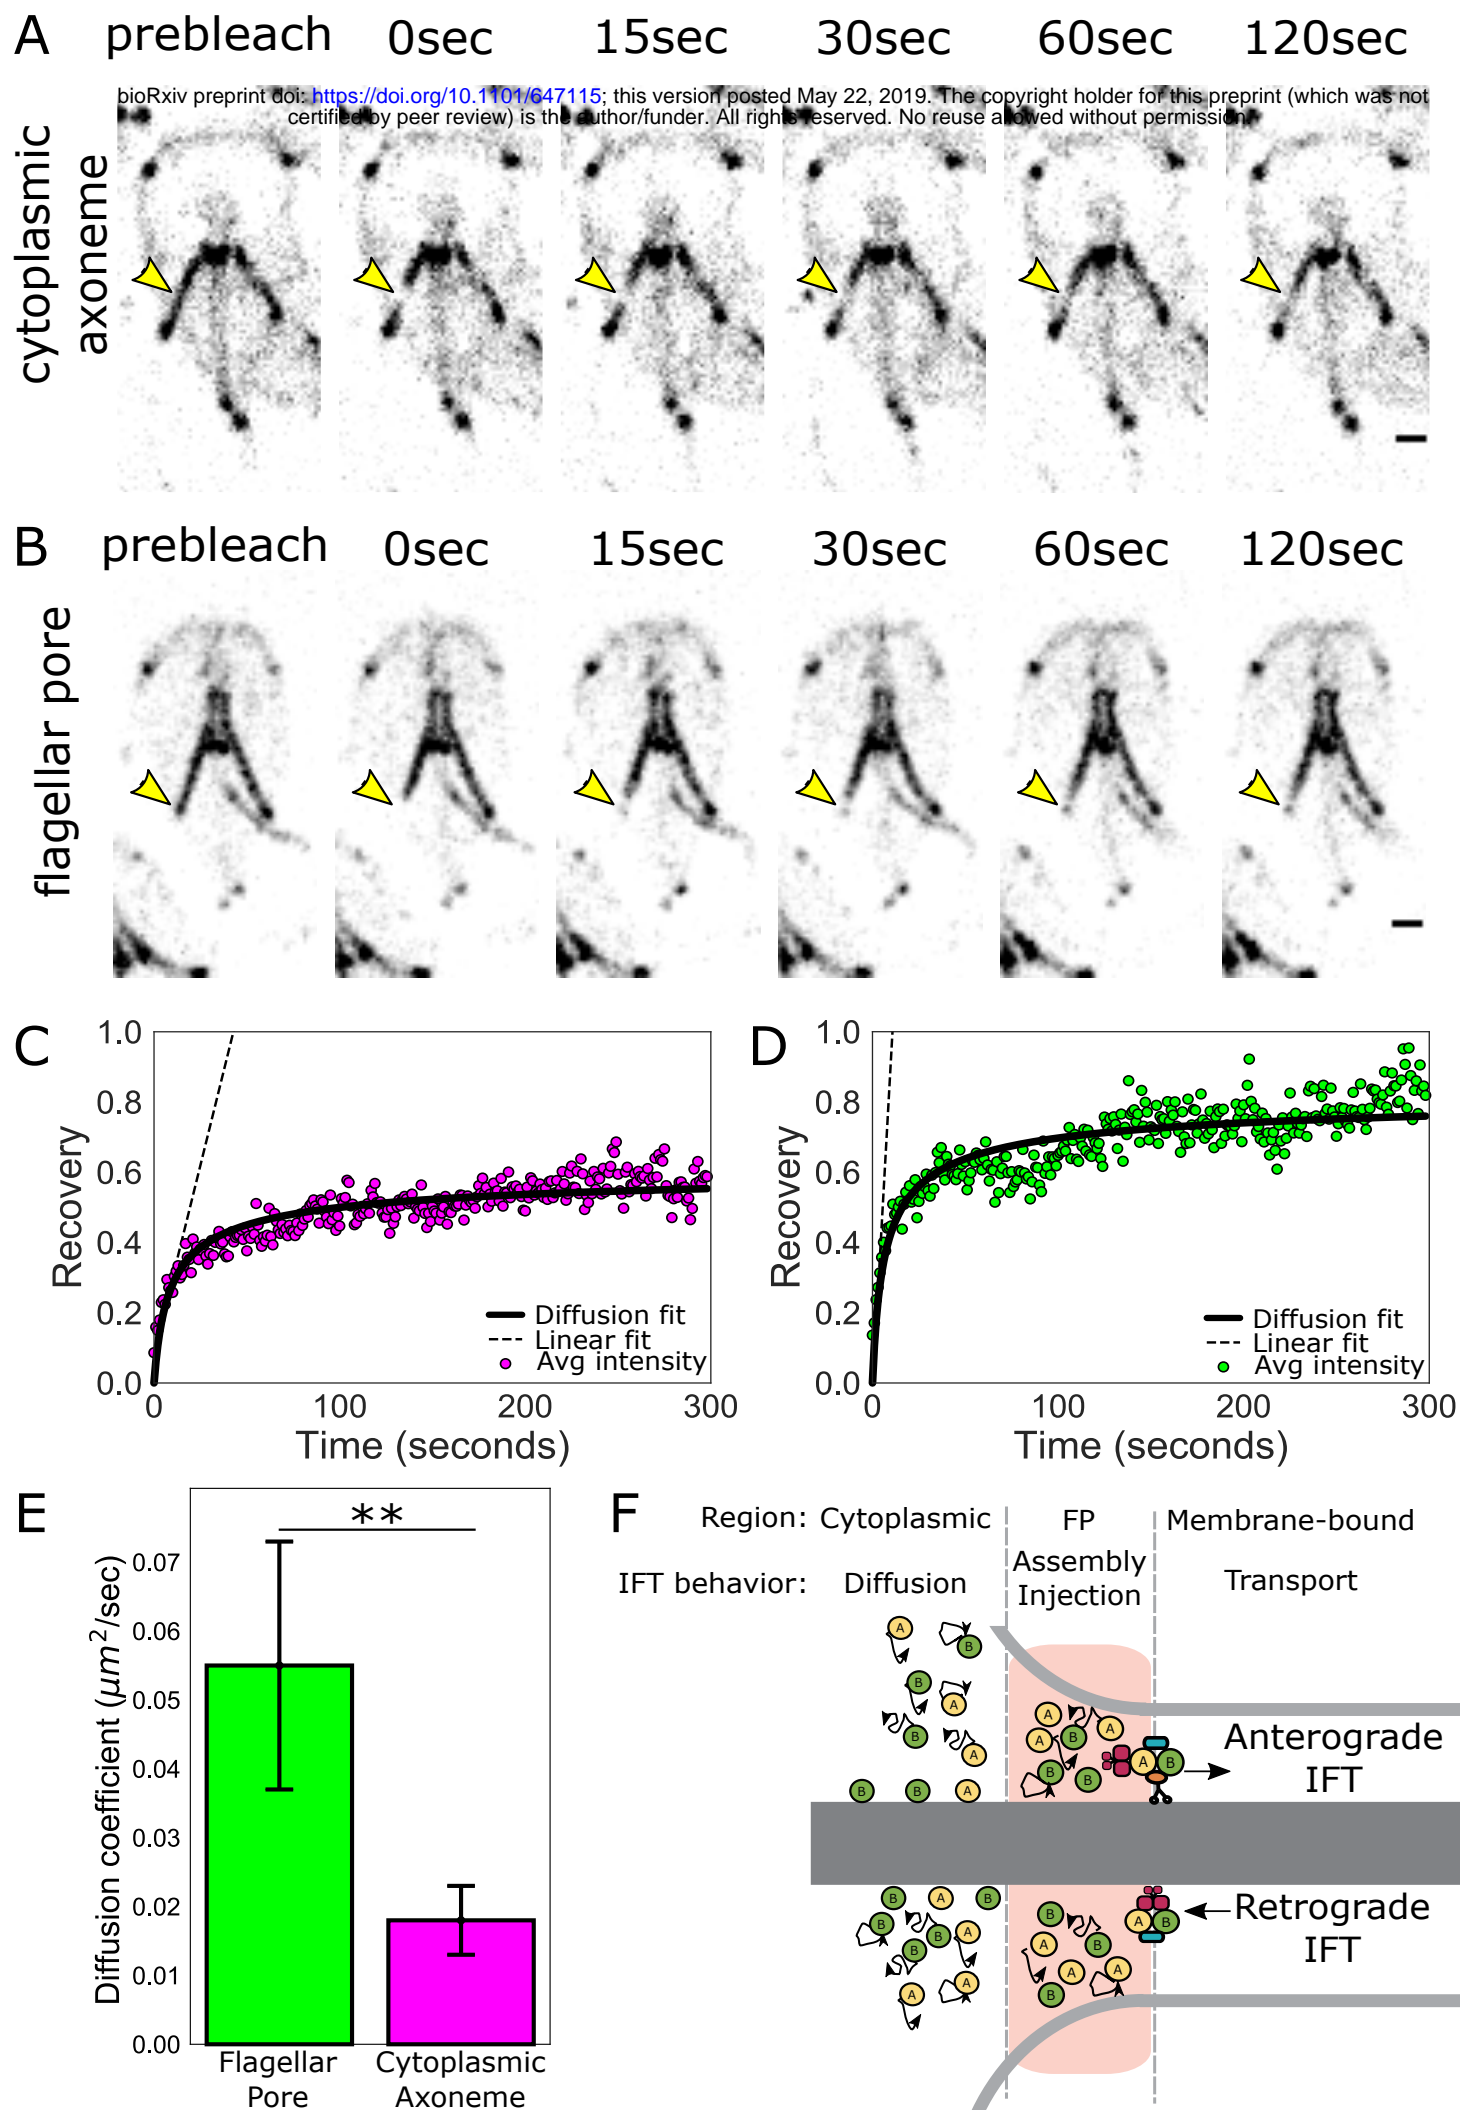 A
prebleach 0sec 15sec 30sec 60sec 120sec
bioRxiv preprint doi: https://doi.org/10.1101/647115; this version posted May 22, 2019. The copyright holder for this preprint (which was not
certified by peer review) is the author/funder. All rights reserved. No reuse allowed without permission.
cytoplasmic
axoneme
B
prebleach 0sec 15sec 30sec 60sec 120sec
flagellar pore
C
1.0
0.8
0.6
0.4
0.2
0.0
Recovery
Diffusion fit
Linear fit
Avg intensity
0 100 200 300
Time (seconds)
D
1.0
0.8
0.6
0.4
0.2
0.0
Recovery
Diffusion fit
Linear fit
Avg intensity
0 100 200 300
Time (seconds)
E
**
0.07
0.06
0.05
0.04
0.03
0.02
0.01
0.00
Diffusion coefficient (μm²/sec)
Flagellar
Pore
Cytoplasmic
Axoneme
F
Region: Cytoplasmic FP Membrane-bound
IFT behavior: Diffusion
Assembly
Injection
Transport
A
B
B
A
B
A
B B A
A
A B A
B B
A B
Anterograde
IFT
B A B
B B A
B
A A
B
A B
A A
B
A B
Retrograde
IFT